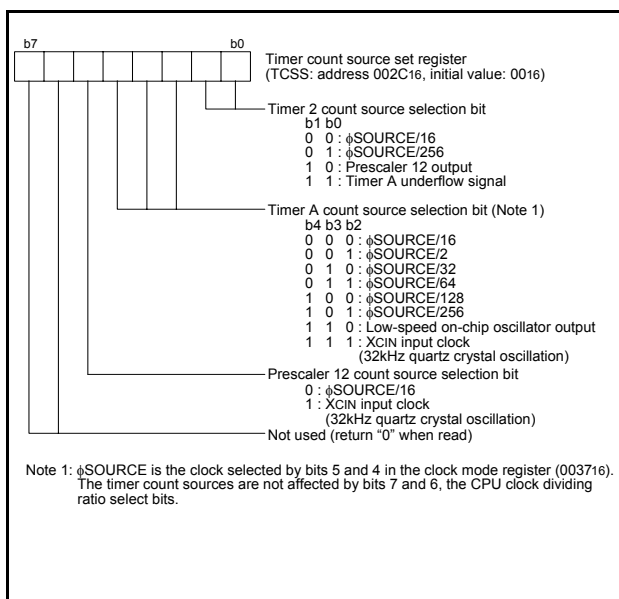 b7 b0
Timer count source set register
(TCSS: address 002C16, initial value: 0016)
Timer 2 count source selection bit
b1 b0
0 0 : ϕSOURCE/16
0 1 : ϕSOURCE/256
1 0 : Prescaler 12 output
1 1 : Timer A underflow signal
Timer A count source selection bit (Note 1)
b4 b3 b2
0 0 0 : ϕSOURCE/16
0 0 1 : ϕSOURCE/2
0 1 0 : ϕSOURCE/32
0 1 1 : ϕSOURCE/64
1 0 0 : ϕSOURCE/128
1 0 1 : ϕSOURCE/256
1 1 0 : Low-speed on-chip oscillator output
1 1 1 : XCIN input clock
(32kHz quartz crystal oscillation)
Prescaler 12 count source selection bit
0 : ϕSOURCE/16
1 : XCIN input clock
(32kHz quartz crystal oscillation)
Not used (return “0” when read)
Note 1: ϕSOURCE is the clock selected by bits 5 and 4 in the clock mode register (003716).
The timer count sources are not affected by bits 7 and 6, the CPU clock dividing
ratio select bits.